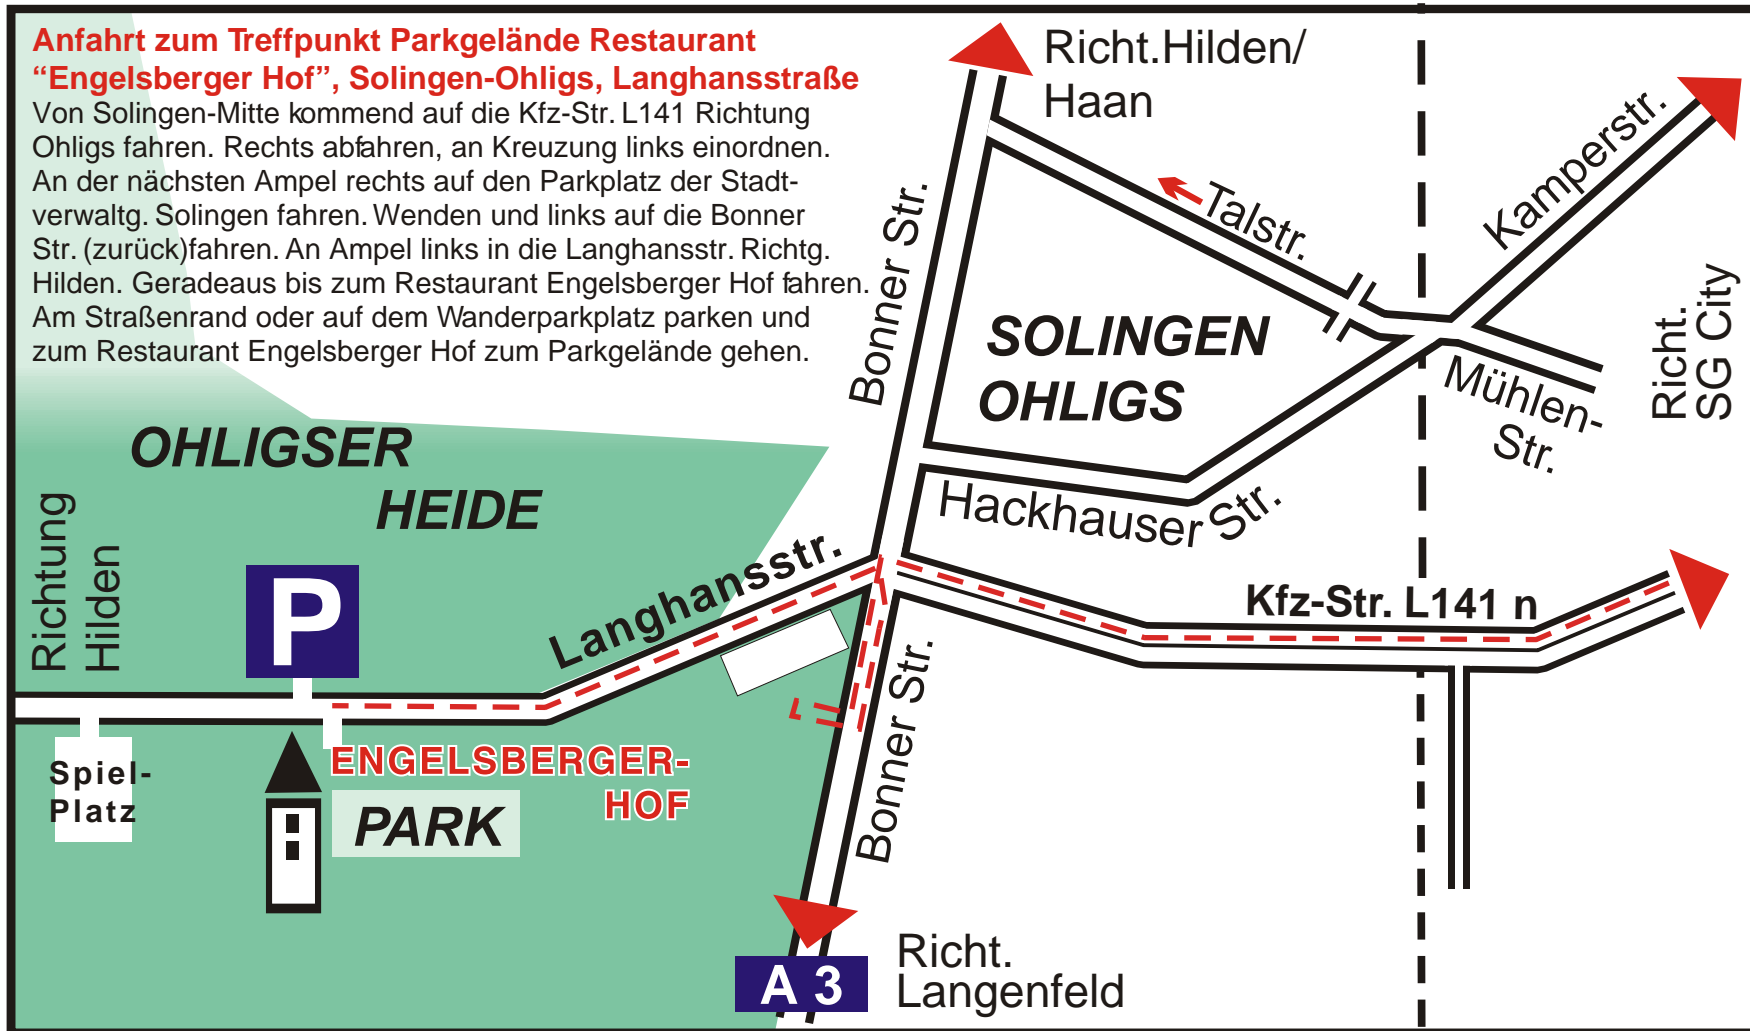 Anfahrt zum Treffpunkt Parkgelände Restaurant
“Engelsberger Hof”, Solingen-Ohligs, Langhansstraße
Von Solingen-Mitte kommend auf die Kfz-Str. L141 Richtung
Ohligs fahren. Rechts abfahren, an Kreuzung links einordnen.
An der nächsten Ampel rechts auf den Parkplatz der Stadt-
verwaltg. Solingen fahren. Wenden und links auf die Bonner
Str. (zurück)fahren. An Ampel links in die Langhansstr. Richtg.
Hilden. Geradeaus bis zum Restaurant Engelsberger Hof fahren.
Am Straßenrand oder auf dem Wanderparkplatz parken und
zum Restaurant Engelsberger Hof zum Parkgelände gehen.
Richt.Hilden/
Haan
Kamperstr.
Talstr.
Bonner Str.
SOLINGEN
OHLIGS
Richt.
SG City
Mühlen-
Str.
OHLIGSER
HEIDE
Hackhauser Str.
Richtung
Hilden
P
Langhansstr.
Kfz-Str. L141 n
Bonner Str.
Spiel-
Platz
ENGELSBERGER-
HOF
PARK
A 3
Richt.
Langenfeld